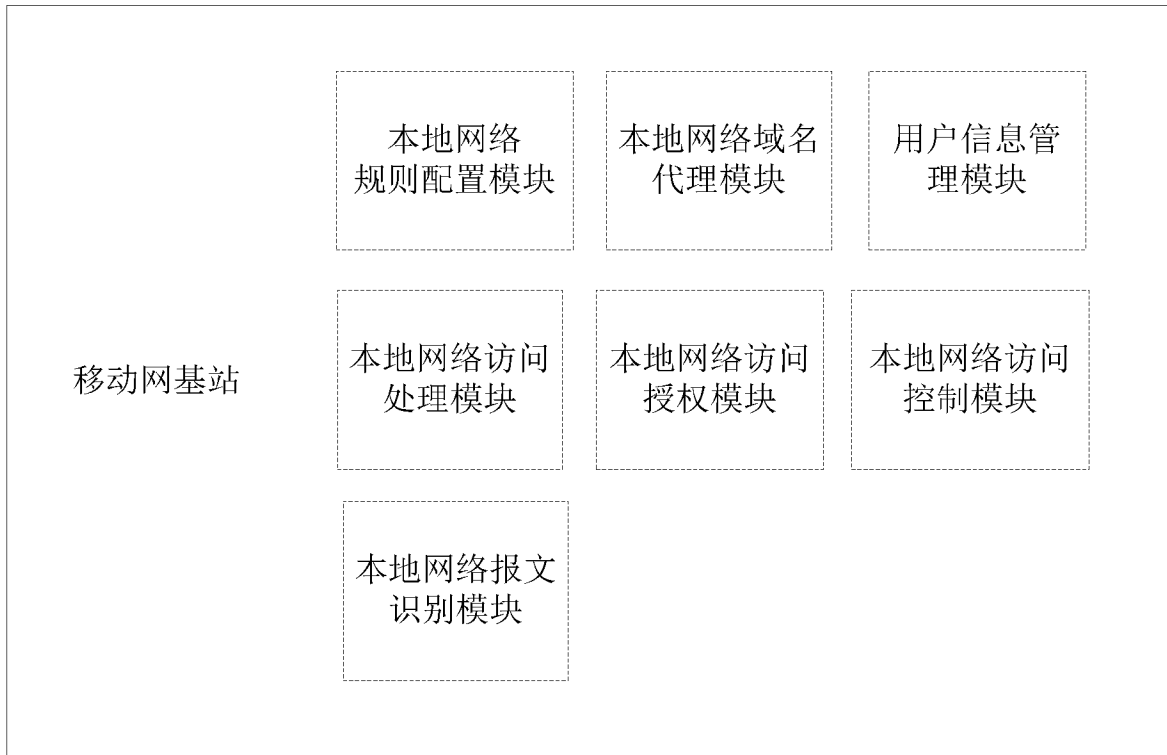 本地网络
规则配置模块
本地网络域名
代理模块
用户信息管
理模块
移动网基站
本地网络访问
处理模块
本地网络访问
授权模块
本地网络访问
控制模块
本地网络报文
识别模块